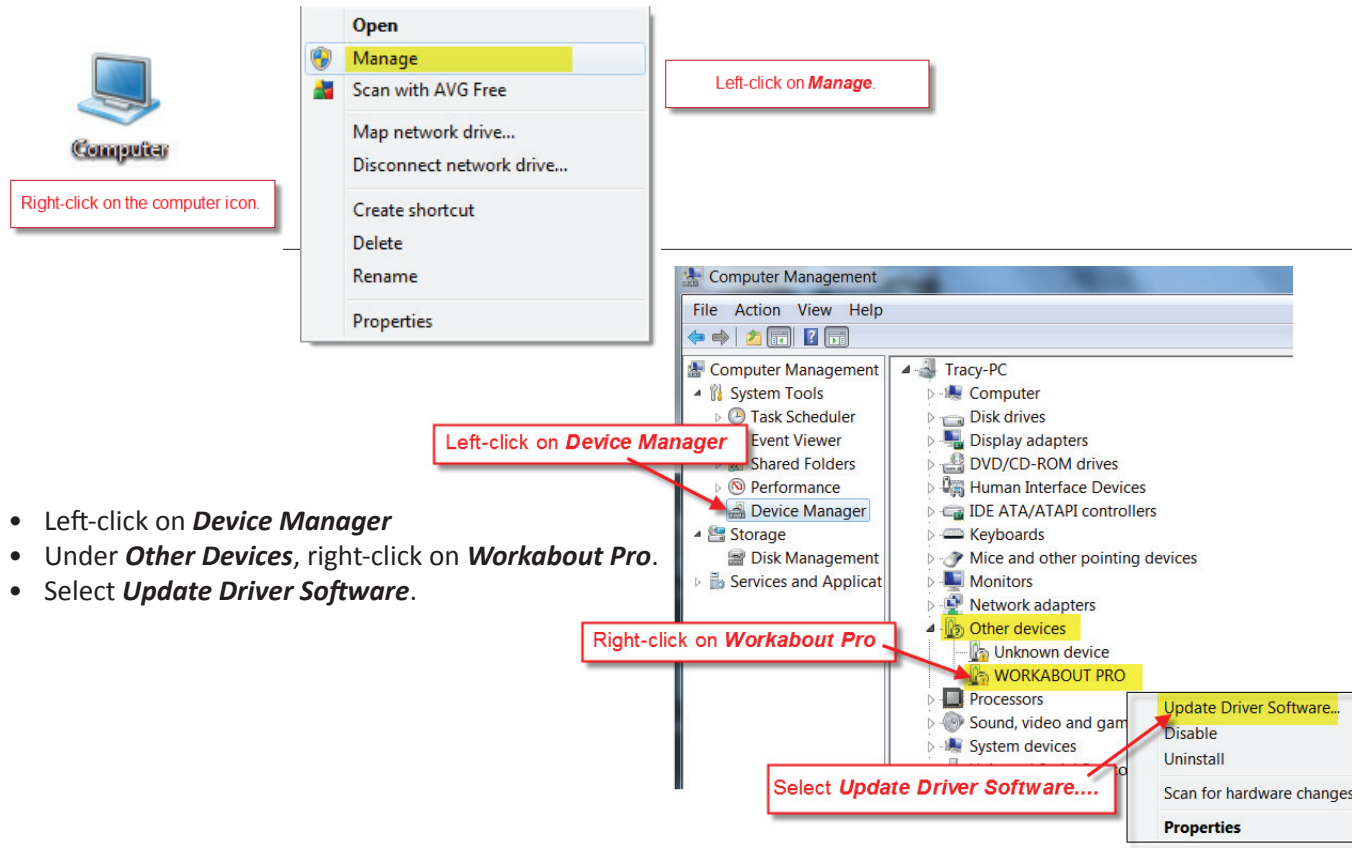 Computer
Right-click on the computer icon.
Open
Manage
Scan with AVG Free
Map network drive...
Disconnect network drive...
Create shortcut
Delete
Rename
Properties
Left-click on Manage.
• Left-click on Device Manager
• Under Other Devices, right-click on Workabout Pro.
• Select Update Driver Software.
Computer Management
File Action View Help
Computer Management
System Tools
Task Scheduler
Event Viewer
Shared Folders
Performance
Device Manager
Storage
Disk Management
Services and Applicat
Left-click on Device Manager
Tracy-PC
Computer
Disk drives
Display adapters
DVD/CD-ROM drives
Human Interface Devices
IDE ATA/ATAPI controllers
Keyboards
Mice and other pointing devices
Monitors
Network adapters
Other devices
Unknown device
WORKABOUT PRO
Processors
Sound, video and gam
System devices
Right-click on Workabout Pro
Select Update Driver Software....
Update Driver Software...
Disable
Uninstall
Scan for hardware changes
Properties